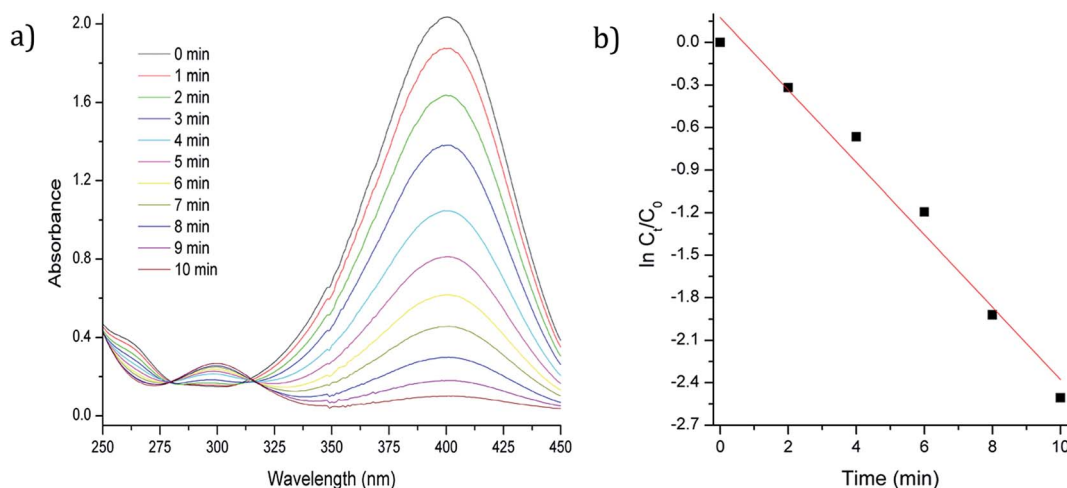 a)
2.0
1.6
1.2
0.8
0.4
0.0
Absorbance
0 min
1 min
2 min
3 min
4 min
5 min
6 min
7 min
8 min
9 min
10 min
250 275 300 325 350 375 400 425 450
Wavelength (nm)
b)
0.0
-0.3
-0.6
-0.9
-1.2
-1.5
-1.8
-2.1
-2.4
-2.7
ln Ct/C0
0 2 4 6 8 10
Time (min)